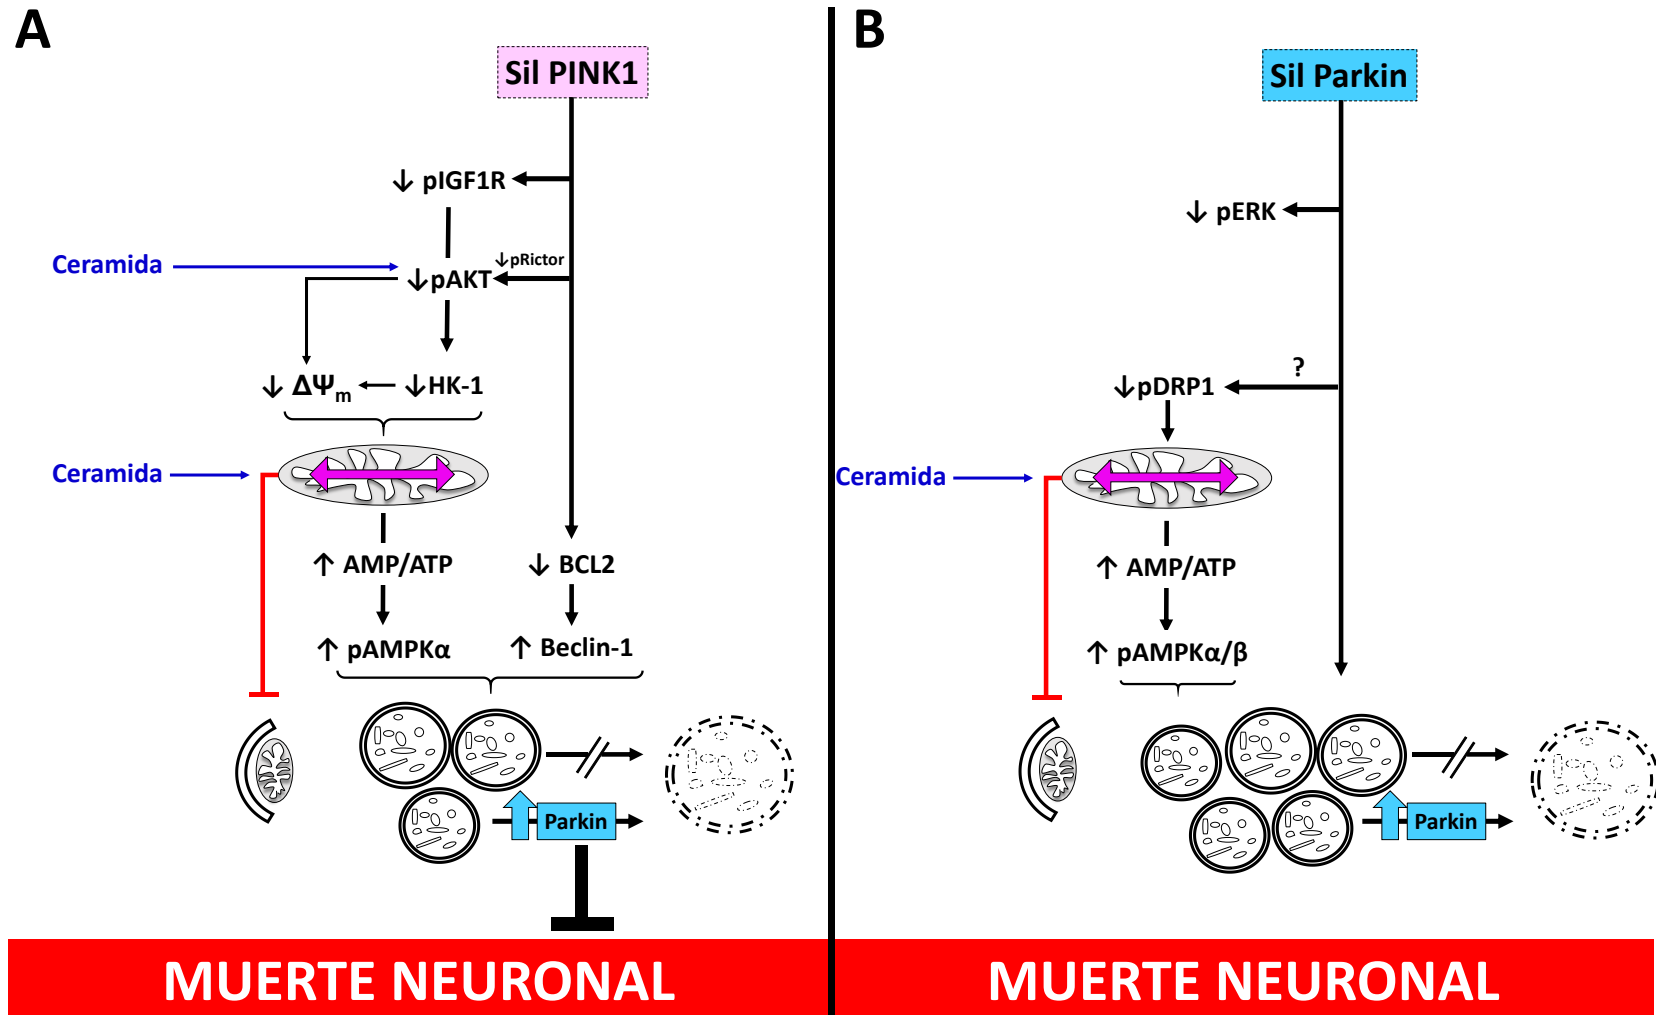 A
Sil PINK1
↓ pIGF1R
Ceramida
↓pRictor
↓pAKT
↓ ΔΨm
↓HK-1
Ceramida
↑ AMP/ATP
↓ BCL2
↑ pAMPKα
↑ Beclin-1
Parkin
MUERTE NEURONAL
B
Sil Parkin
↓ pERK
?
↓pDRP1
Ceramida
↑ AMP/ATP
↑ pAMPKα/β
Parkin
MUERTE NEURONAL